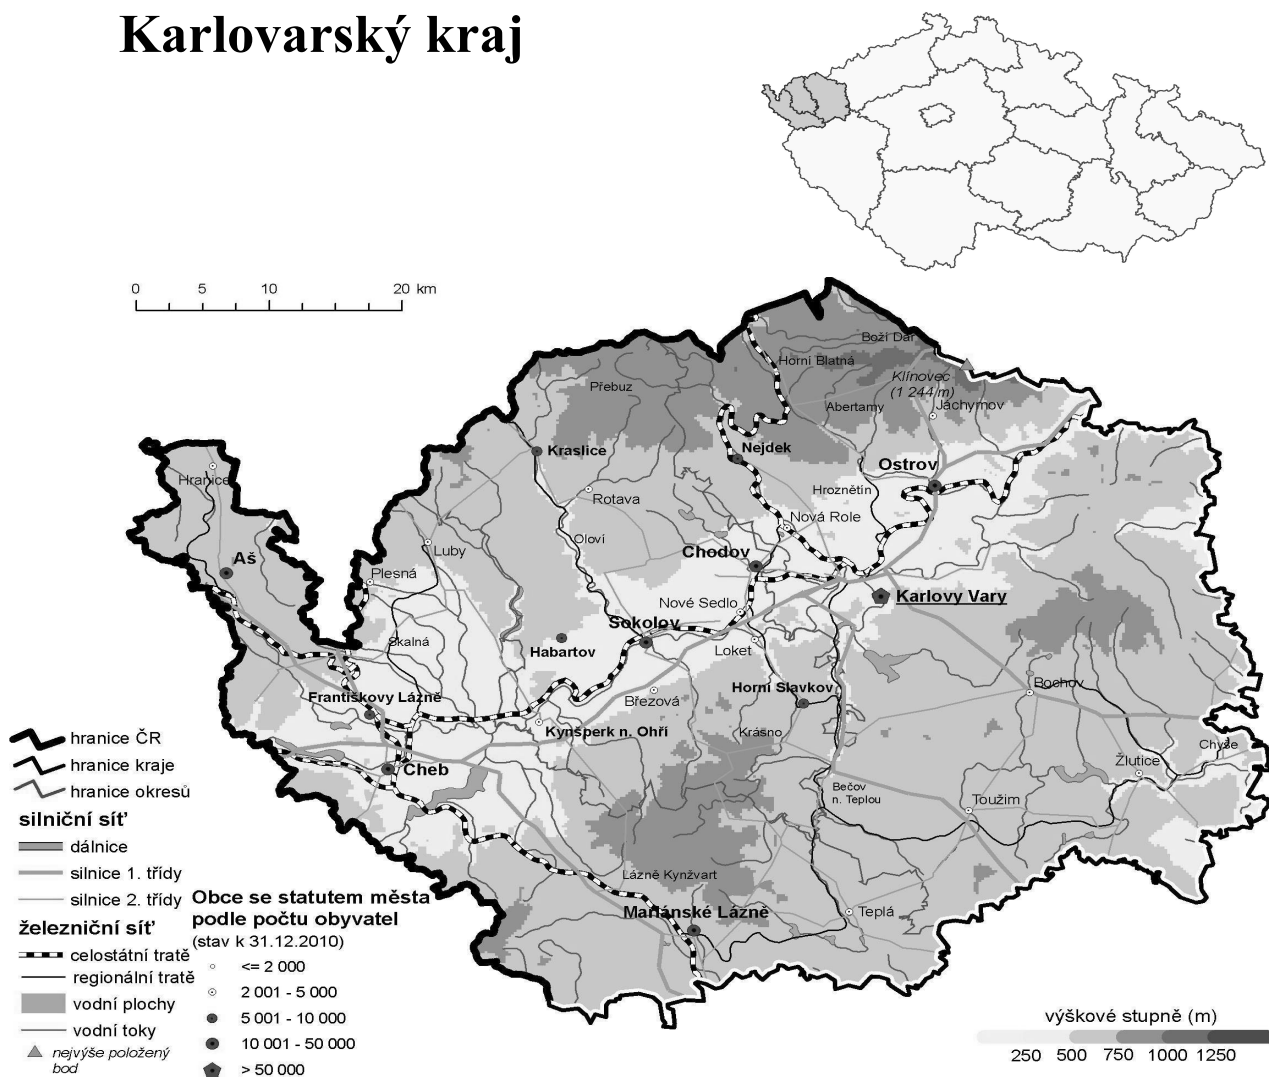 Karlovarský kraj
0 5 10 20 km
Boží Dar
Horní Blatná
Klínovec
(1 244 m)
Přebuz
Abertamy
Jáchymov
Kraslice
Nejdek
Ostrov
Hranice
Rotava
Hroznětín
Nová Role
Oloví
Luby
Chodov
Aš
Plesná
Karlovy Vary
Nové Sedlo
Sokolov
Skalná
Habartov
Loket
Františkovy Lázně
Horní Slavkov
Bochov
Březová
Kynšperk n. Ohří
Krásno
Chyše
Žlutice
Cheb
Bečov
n. Teplou
Toužim
Lázně Kynžvart
Mariánské Lázně
Teplá
hranice ČR
hranice kraje
hranice okresů
silniční síť
dálnice
silnice 1. třídy
silnice 2. třídy
železniční síť
celostátní tratě
regionální tratě
vodní plochy
vodní toky
nejvýše položený
bod
Obce se statutem města
podle počtu obyvatel
(stav k 31.12.2010)
<= 2 000
2 001 - 5 000
5 001 - 10 000
10 001 - 50 000
> 50 000
výškové stupně (m)
250 500 750 1000 1250